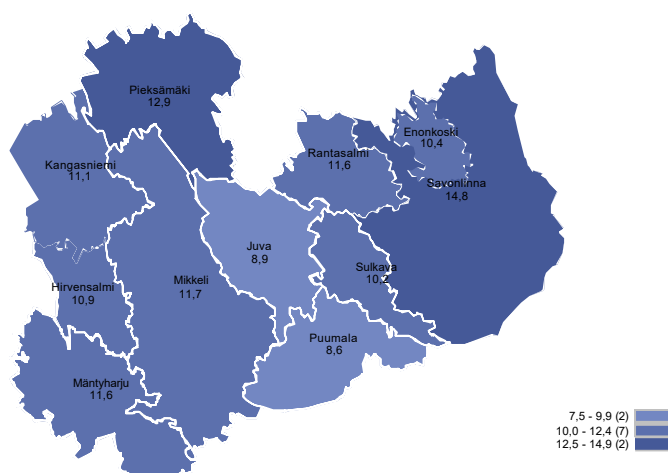 Pieksämäki
12,9
Enonkoski
10,4
Rantasalmi
11,6
Kangasniemi
11,1
Savonlinna
14,8
Juva
8,9
Sulkava
10,2
Mikkeli
11,7
Hirvensalmi
10,9
Puumala
8,6
Mäntyharju
11,6
7,5 - 9,9 (2)
10,0 - 12,4 (7)
12,5 - 14,9 (2)